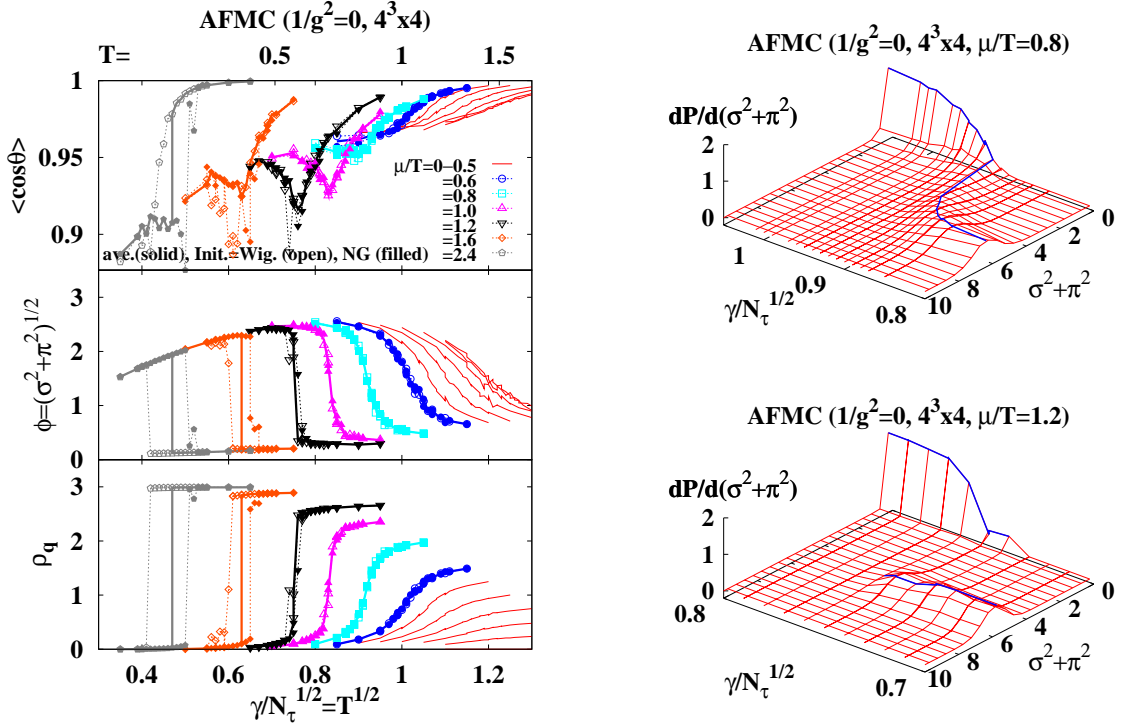 AFMC (1/g²=0, 4³x4)
T= 0.5 1 1.5
1
0.95
0.9
<cosθ>
μ/T=0–0.5
=0.6
=0.8
=1.0
=1.2
=1.6
=2.4
ave.(solid), Init.=Wig. (open), NG (filled)
3
2
1
0
ϕ=(σ²+π²)^1/2
3
2
1
0
ρq
0.4 0.6 0.8 1.0 1.2
γ/Nτ^1/2=T^1/2
AFMC (1/g²=0, 4³x4, μ/T=0.8)
dP/d(σ²+π²)
2
1
0
1
0.9
0.8
γ/Nτ^1/2
10
8
6
4
2
0
σ²+π²
AFMC (1/g²=0, 4³x4, μ/T=1.2)
dP/d(σ²+π²)
2
1
0
0.8
0.7
γ/Nτ^1/2
10
8
6
4
2
0
σ²+π²